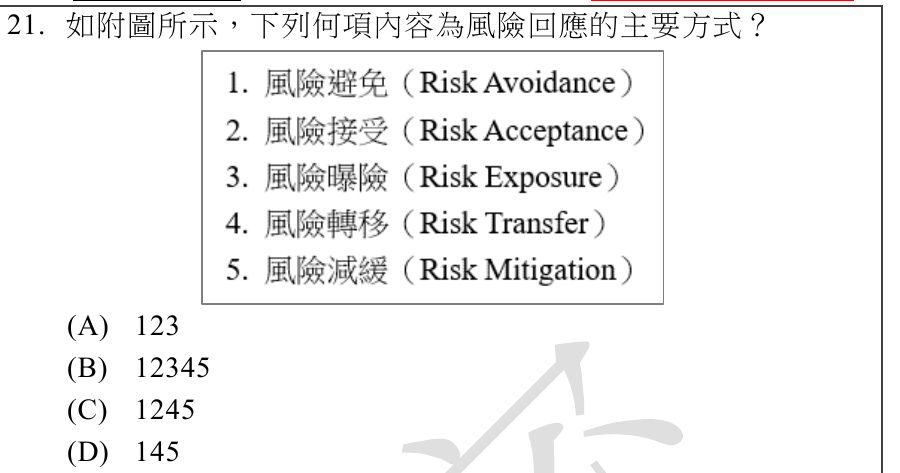 21. 如附圖所示，下列何項內容為風險回應的主要方式？
1. 風險避免（Risk Avoidance）
2. 風險接受（Risk Acceptance）
3. 風險曝險（Risk Exposure）
4. 風險轉移（Risk Transfer）
5. 風險減緩（Risk Mitigation）
(A) 123
(B) 12345
(C) 1245
(D) 145